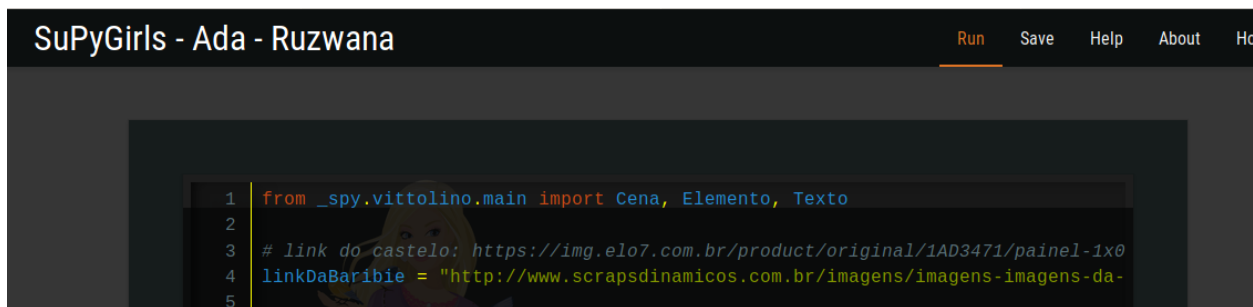 SuPyGirls - Ada - Ruzwana
Run Save Help About Ho
1 from _spy.vittolino.main import Cena, Elemento, Texto
2
3 # link do castelo: https://img.elo7.com.br/product/original/1AD3471/painel-1x0
4 linkDaBaribie = "http://www.scrapsdinamicos.com.br/imagens/imagens-imagens-da-
5